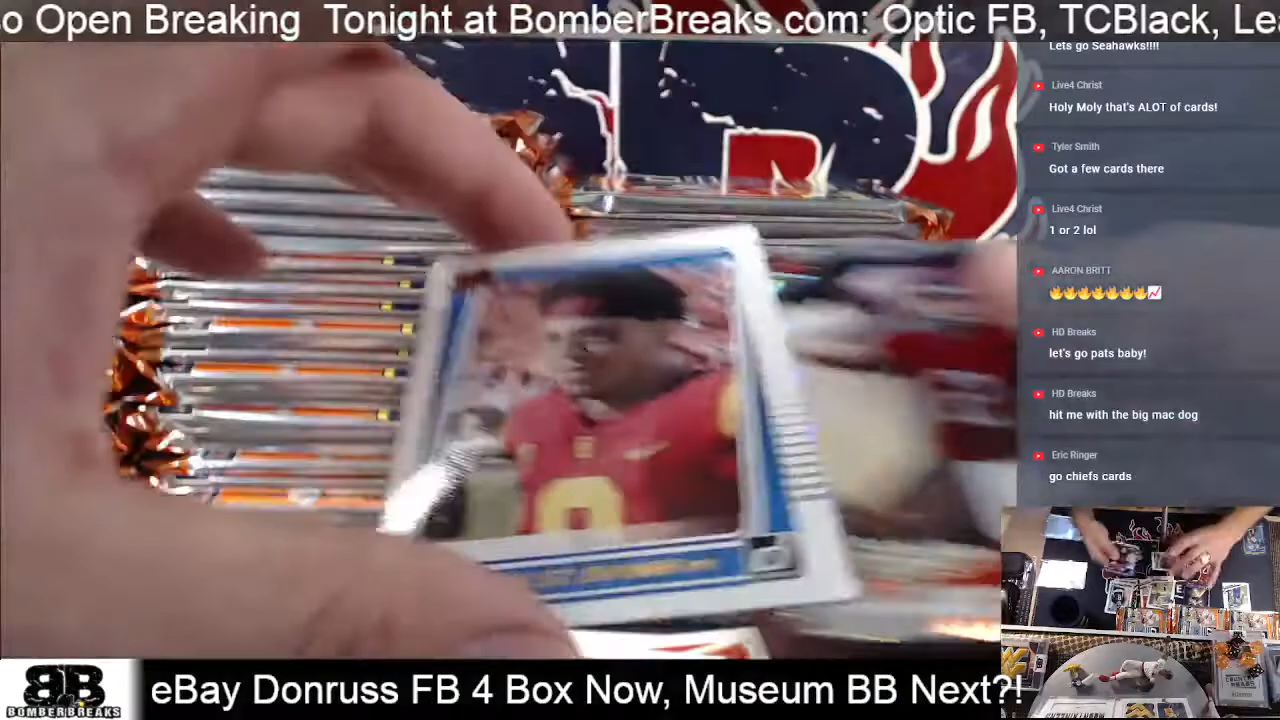 so Open Breaking  Tonight at BomberBreaks.com: Optic FB, TCBlack, Le
Lets go Seahawks!!!!
Live4 Christ
Holy Moly that's ALOT of cards!
Tyler Smith
Got a few cards there
Live4 Christ
1 or 2 lol
AARON BRITT
🔥🔥🔥🔥🔥🔥🔥📈
HD Breaks
let's go pats baby!
HD Breaks
hit me with the big mac dog
Eric Ringer
go chiefs cards
BB
BOMBERBREAKS
eBay Donruss FB 4 Box Now, Museum BB Next?!